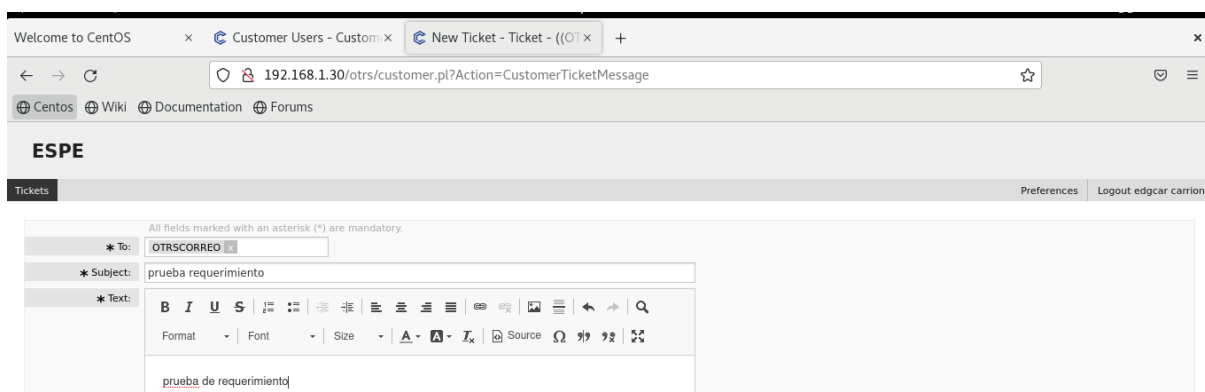 Welcome to CentOS × Customer Users - Custom × New Ticket - Ticket - ((OT × +
192.168.1.30/otrs/customer.pl?Action=CustomerTicketMessage
Centos Wiki Documentation Forums
ESPE
Tickets Preferences Logout edgcar carrion
All fields marked with an asterisk (*) are mandatory.
* To: OTRSCORREO x
* Subject: prueba requerimiento
* Text:
B I U S
Format Font Size A A Tx Source Ω
prueba de requerimiento